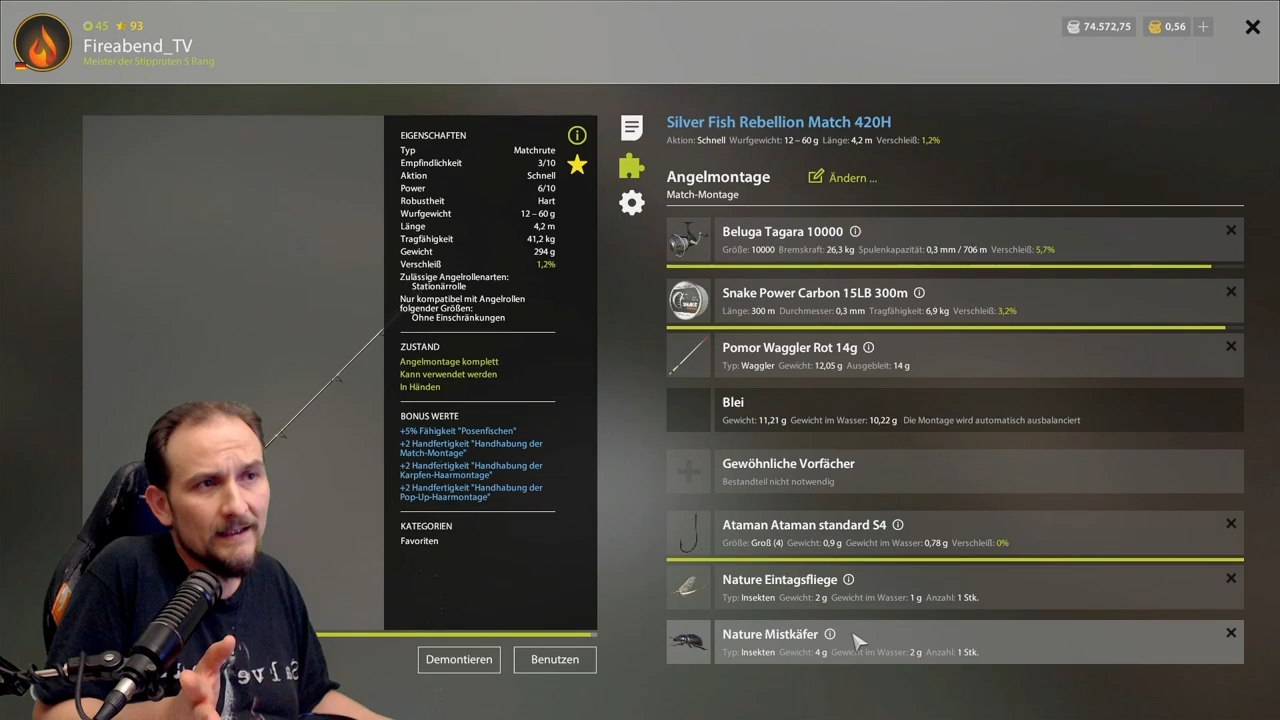 45 93
Fireabend_TV
Meister der Stippruten 5 Rang
74.572,75
0,56
EIGENSCHAFTEN
Typ Matchrute
Empfindlichkeit 3/10
Aktion Schnell
Power 6/10
Robustheit Hart
Wurfgewicht 12 – 60 g
Länge 4,2 m
Tragfähigkeit 41,2 kg
Gewicht 294 g
Verschleiß 1,2%
Zulässige Angelrollenarten:
Stationärrolle
Nur kompatibel mit Angelrollen
folgender Größen:
Ohne Einschränkungen
ZUSTAND
Angelmontage komplett
Kann verwendet werden
In Händen
BONUS WERTE
+5% Fähigkeit "Posenfischen"
+2 Handfertigkeit "Handhabung der
Match-Montage"
+2 Handfertigkeit "Handhabung der
Karpfen-Haarmontage"
+2 Handfertigkeit "Handhabung der
Pop-Up-Haarmontage"
KATEGORIEN
Favoriten
Demontieren
Benutzen
Silver Fish Rebellion Match 420H
Aktion: Schnell Wurfgewicht: 12 – 60 g Länge: 4,2 m Verschleiß: 1,2%
Angelmontage
Ändern ...
Match-Montage
Beluga Tagara 10000
Größe: 10000 Bremskraft: 26,3 kg Spulenkapazität: 0,3 mm / 706 m Verschleiß: 5,7%
Snake Power Carbon 15LB 300m
Länge: 300 m Durchmesser: 0,3 mm Tragfähigkeit: 6,9 kg Verschleiß: 3,2%
Pomor Waggler Rot 14g
Typ: Waggler Gewicht: 12,05 g Ausgebleit: 14 g
Blei
Gewicht: 11,21 g Gewicht im Wasser: 10,22 g Die Montage wird automatisch ausbalanciert
Gewöhnliche Vorfächer
Bestandteil nicht notwendig
Ataman Ataman standard S4
Größe: Groß (4) Gewicht: 0,9 g Gewicht im Wasser: 0,78 g Verschleiß: 0%
Nature Eintagsfliege
Typ: Insekten Gewicht: 2 g Gewicht im Wasser: 1 g Anzahl: 1 Stk.
Nature Mistkäfer
Typ: Insekten Gewicht: 4 g Gewicht im Wasser: 2 g Anzahl: 1 Stk.